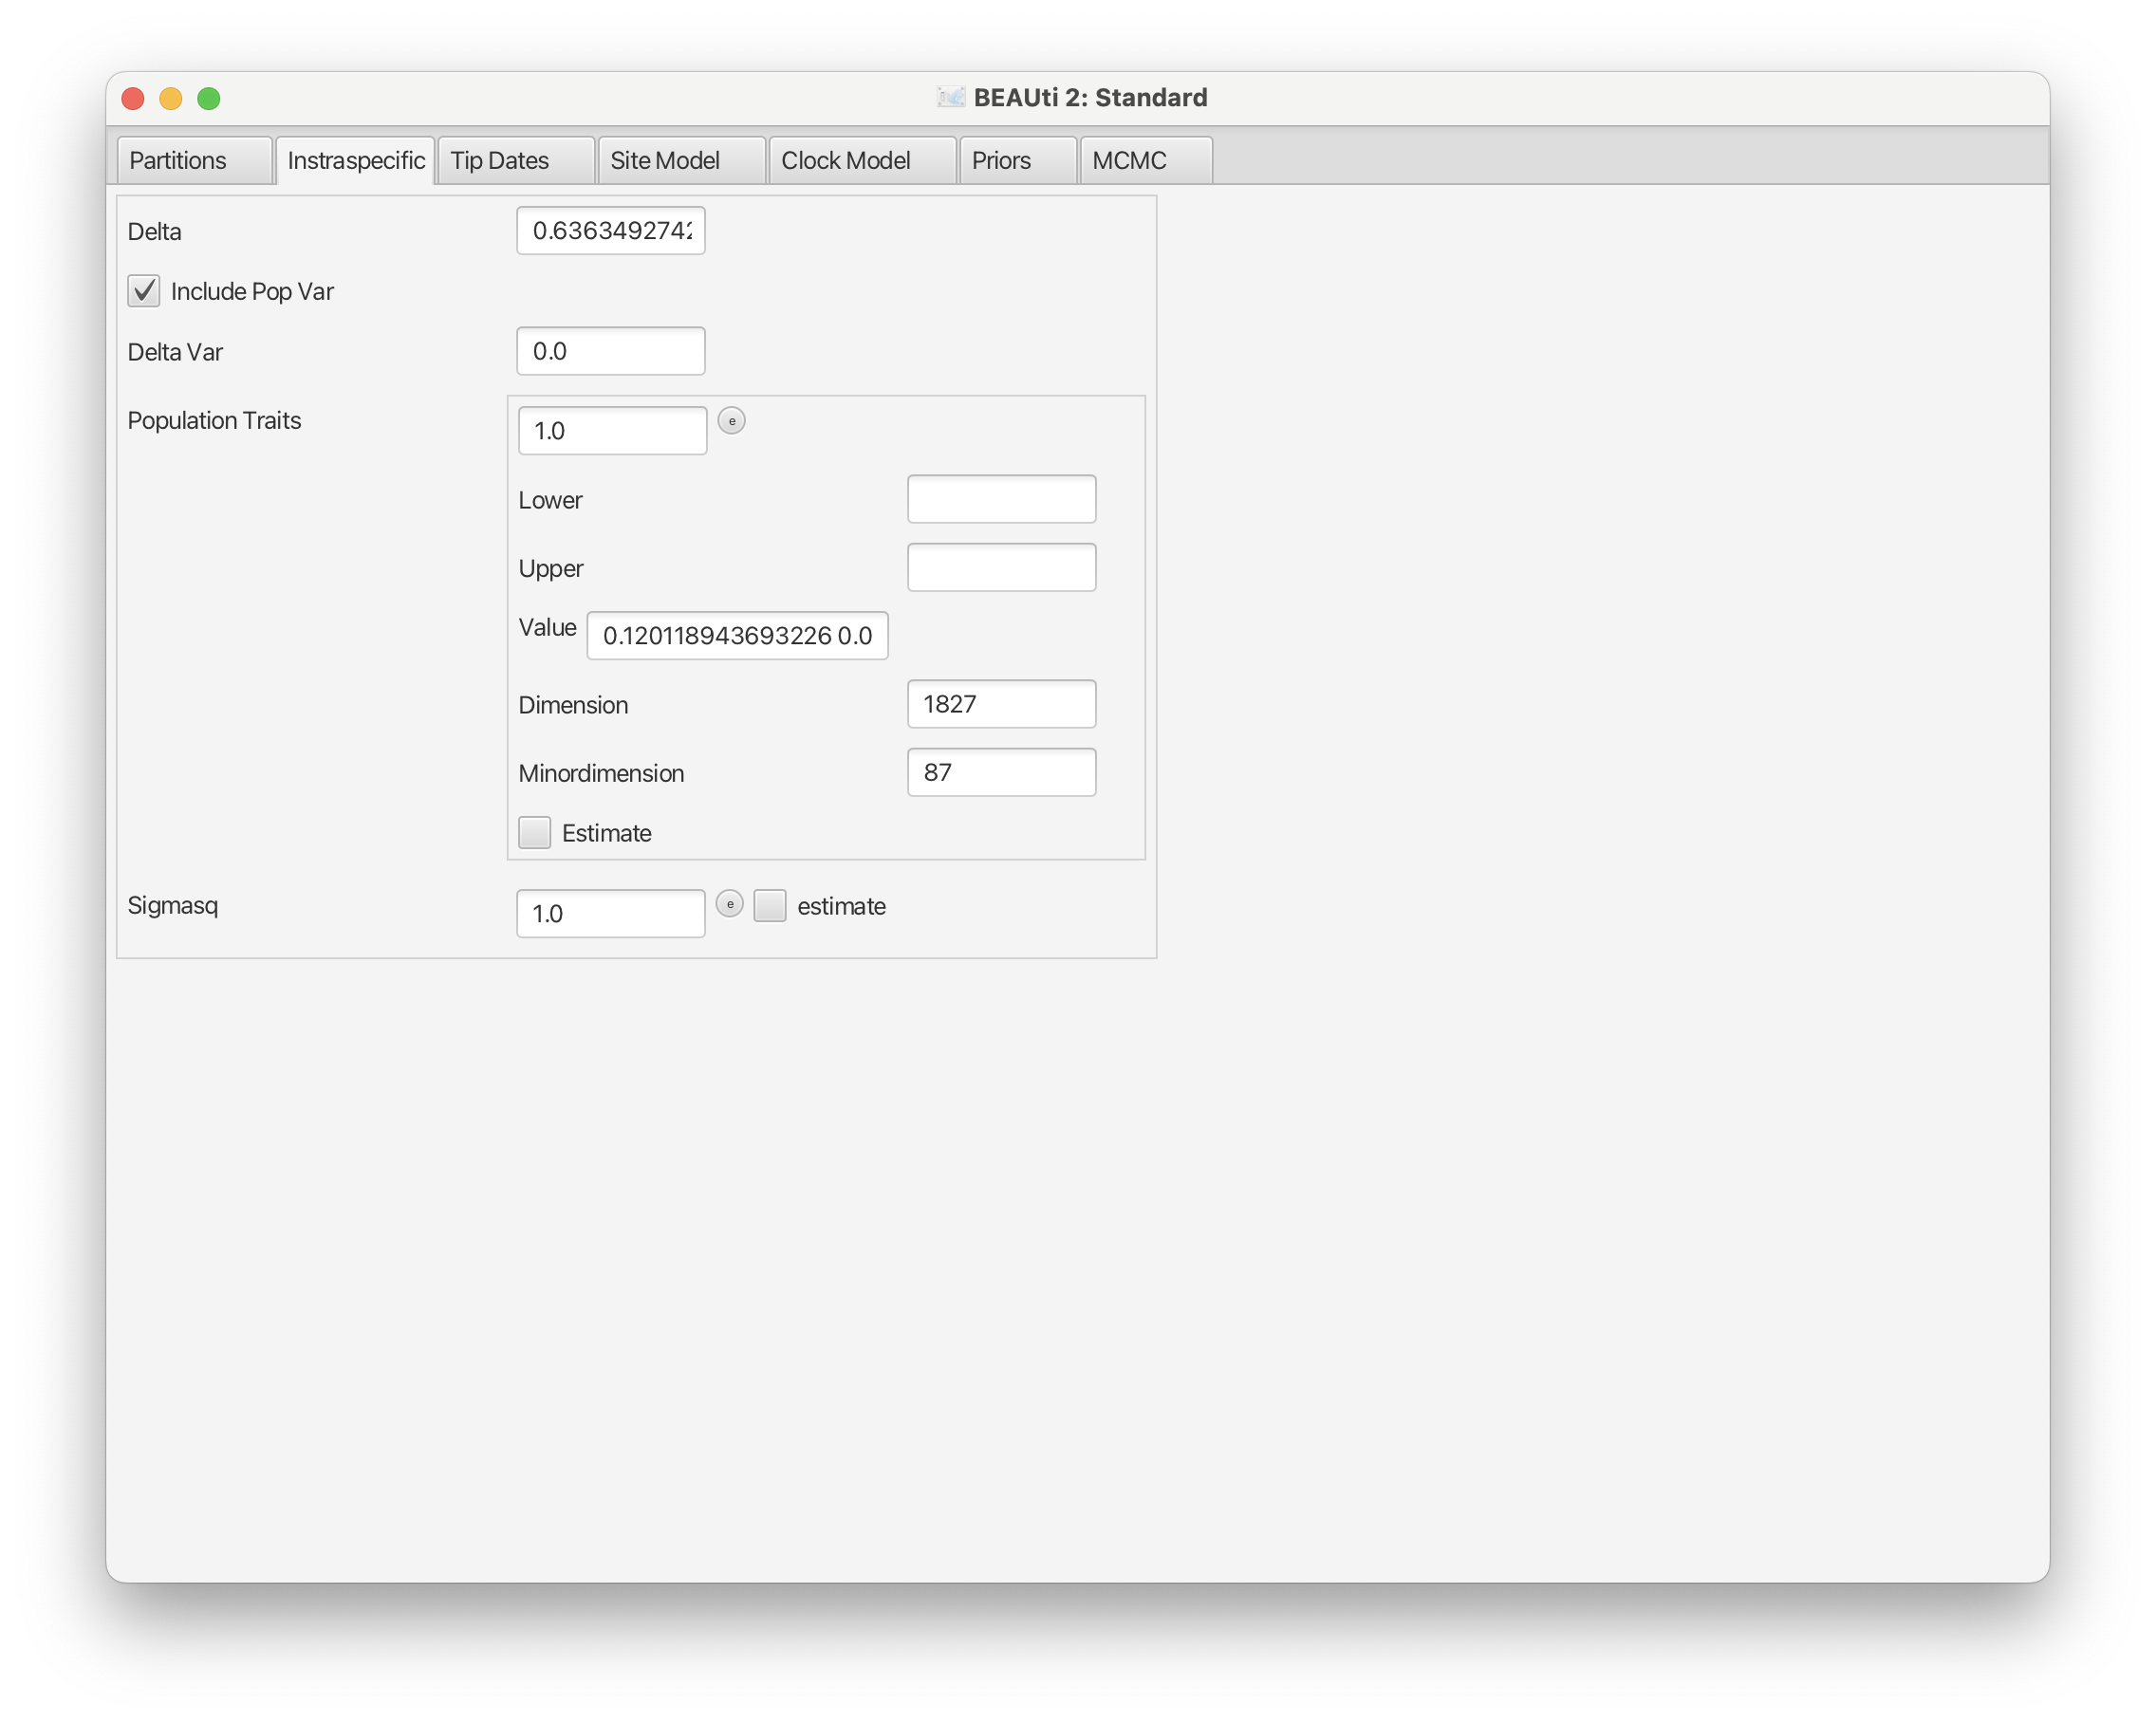 BEAUti 2: Standard
Partitions Instraspecific Tip Dates Site Model Clock Model Priors MCMC
Delta 0.636349274
Include Pop Var
Delta Var 0.0
Population Traits 1.0 e
Lower
Upper
Value 0.120118943693226 0.0
Dimension 1827
Minordimension 87
Estimate
Sigmasq 1.0 e estimate